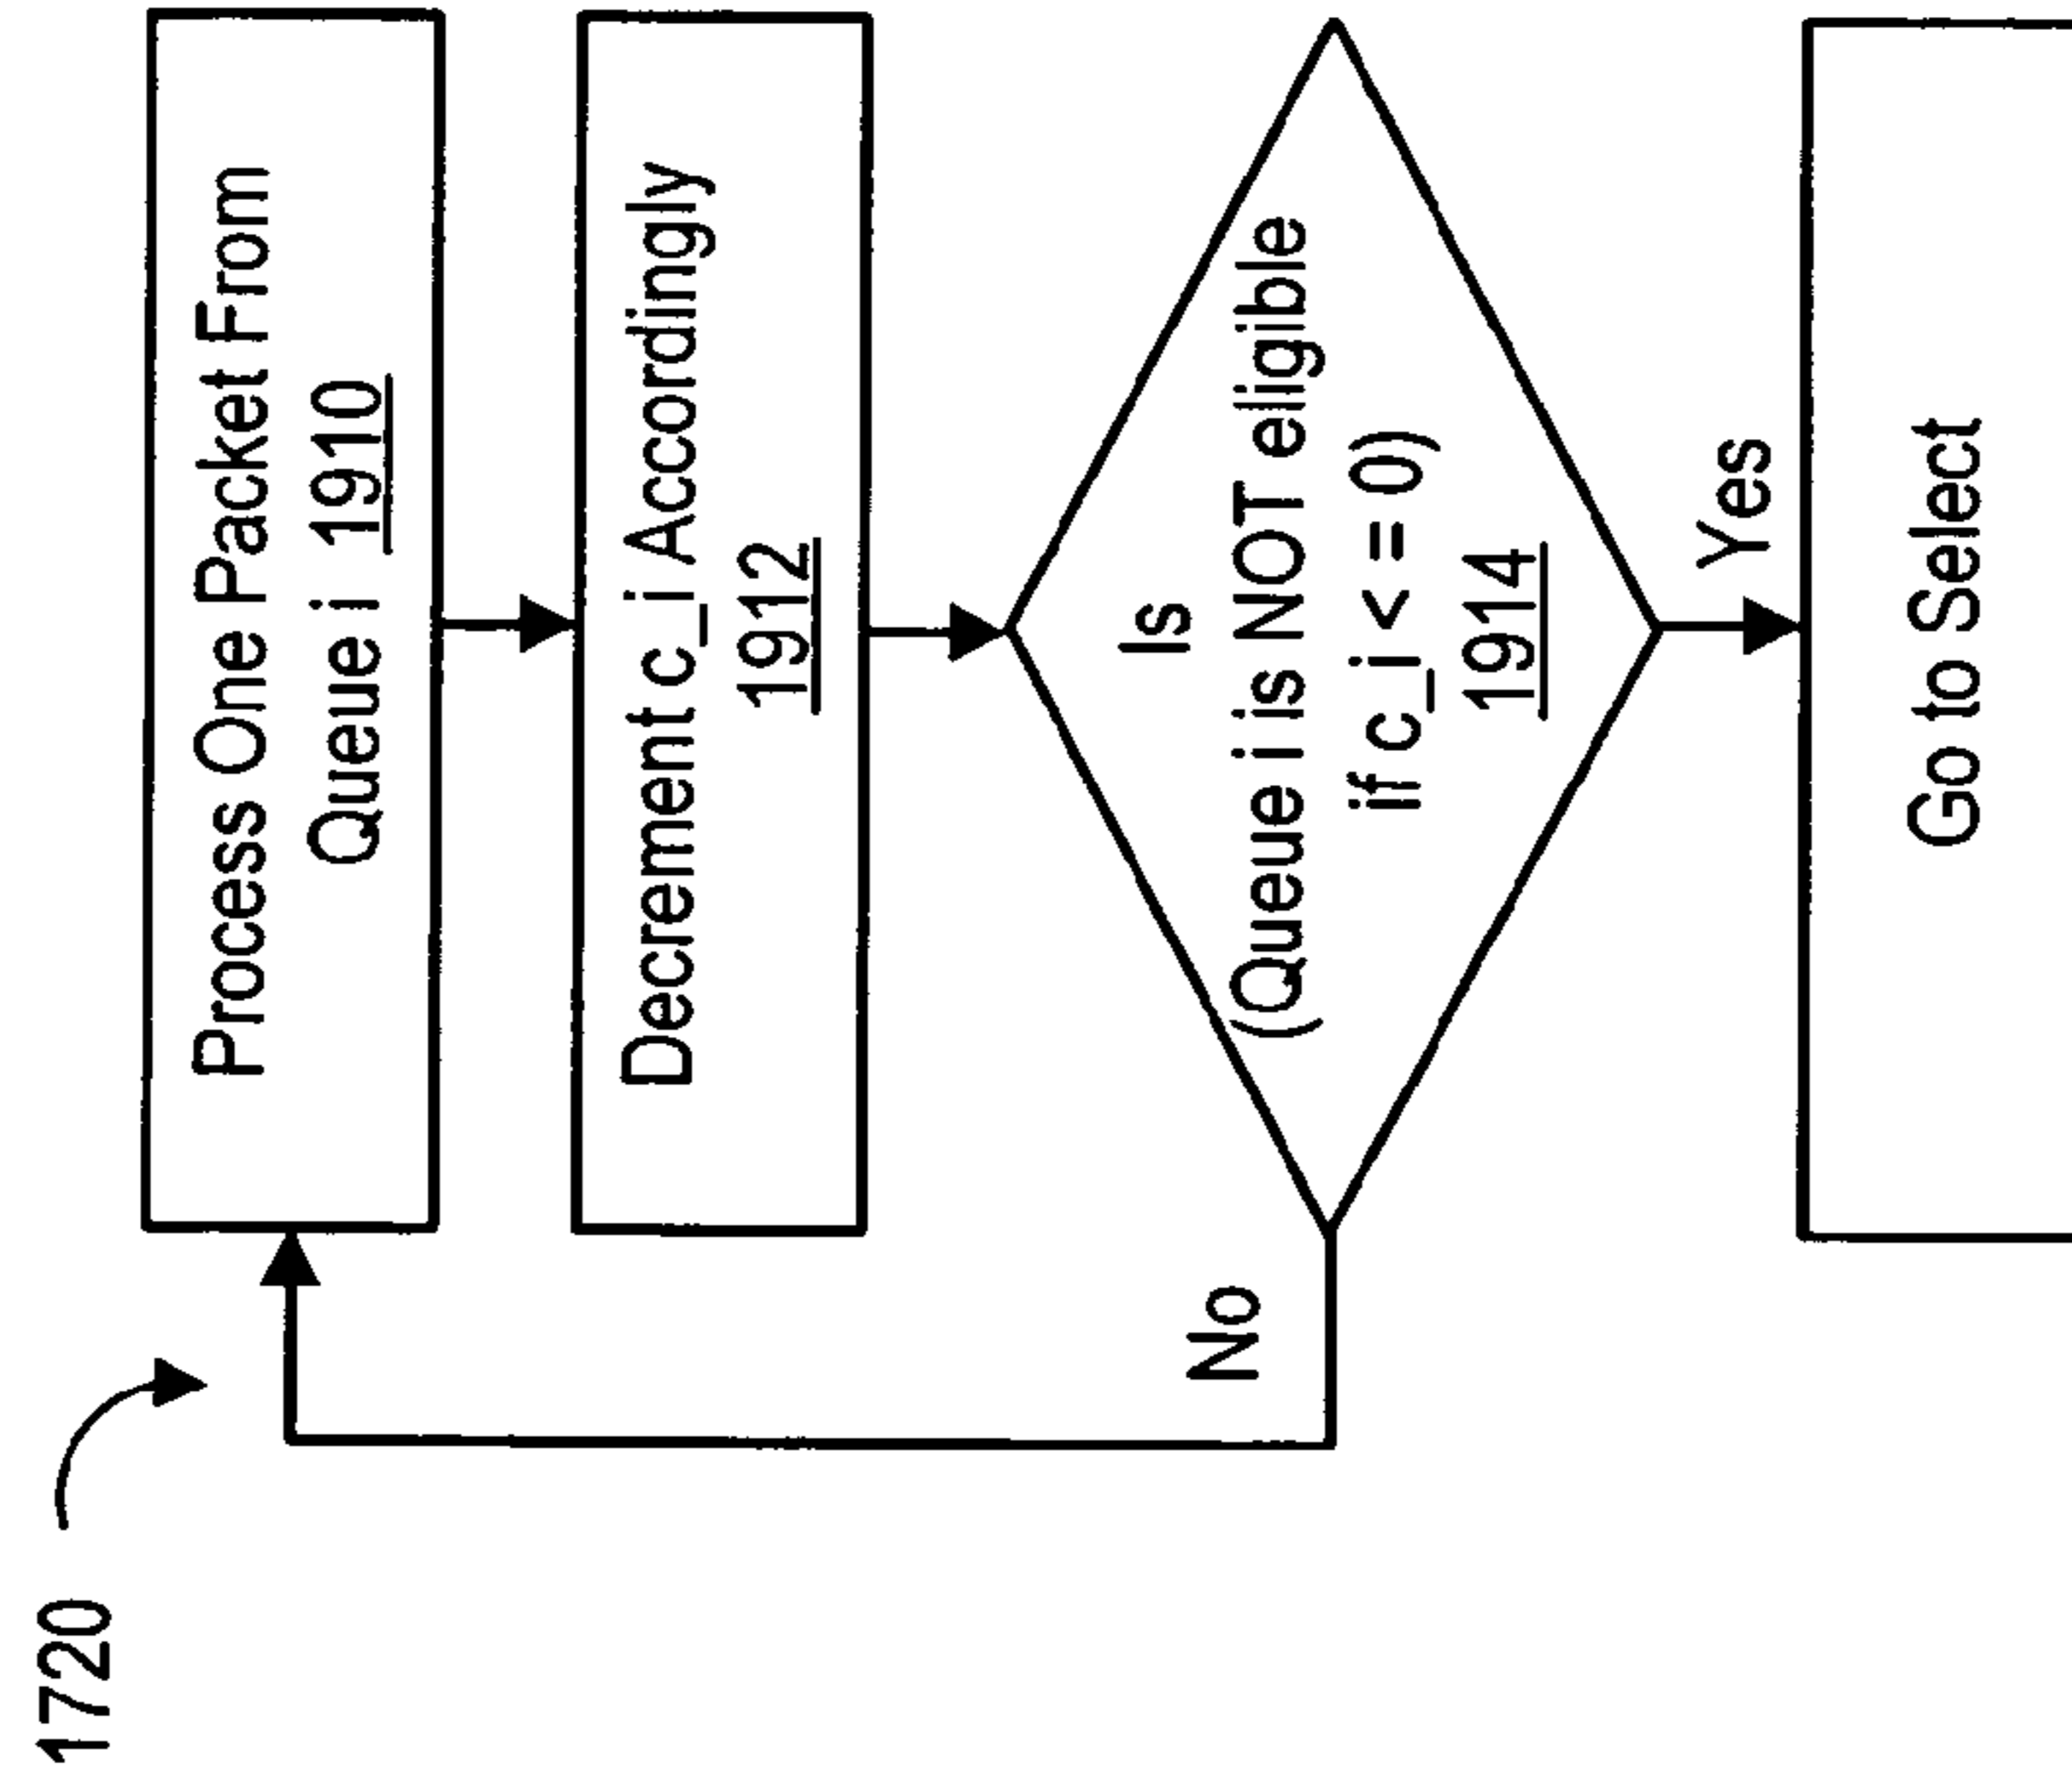 1720
Process One Packet From
Queue i 1910
Decrement c_i Accordingly
1912
Is
(Queue i is NOT eligible
if c_i < = 0)
1914
No
Yes
Go to Select